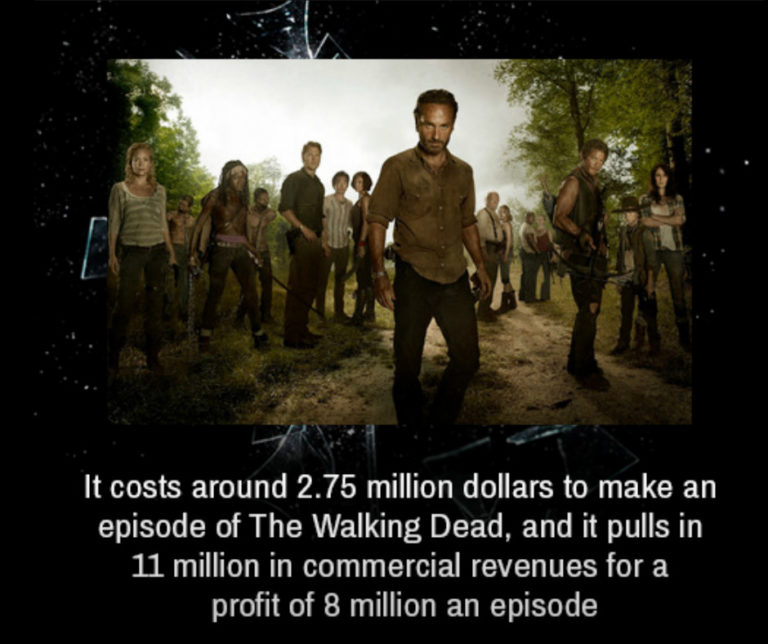 It costs around 2.75 million dollars to make an
episode of The Walking Dead, and it pulls in
11 million in commercial revenues for a
profit of 8 million an episode